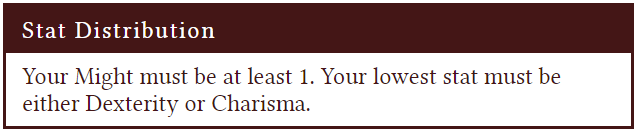 Stat Distribution
Your Might must be at least 1. Your lowest stat must be
either Dexterity or Charisma.